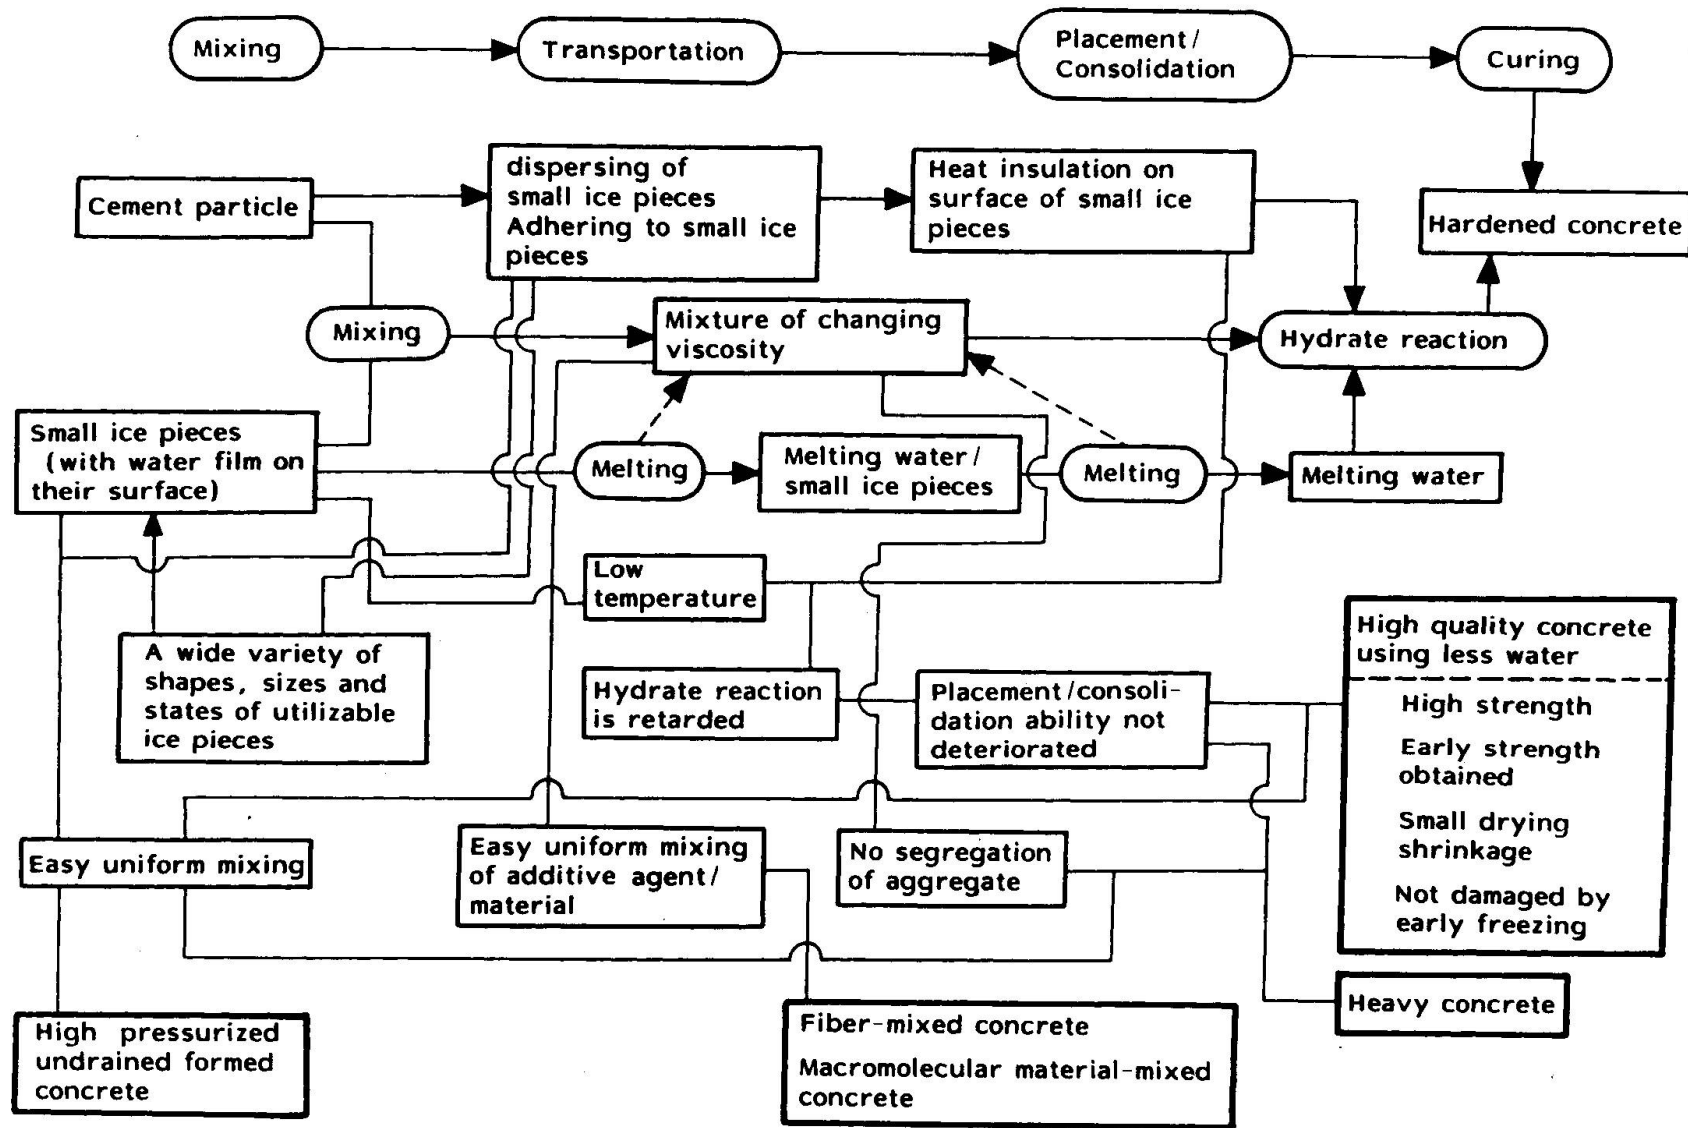 Mixing
Transportation
Placement/
Consolidation
Curing
Cement particle
dispersing of
small ice pieces
Adhering to small ice
pieces
Heat insulation on
surface of small ice
pieces
Hardened concrete
Mixing
Mixture of changing
viscosity
Hydrate reaction
Small ice pieces
(with water film on
their surface)
Melting
Melting water/
small ice pieces
Melting
Melting water
Low
temperature
A wide variety of
shapes, sizes and
states of utilizable
ice pieces
Hydrate reaction
is retarded
Placement/consoli-
dation ability not
deteriorated
High quality concrete
using less water
High strength
Early strength
obtained
Small drying
shrinkage
Not damaged by
early freezing
Easy uniform mixing
Easy uniform mixing
of additive agent/
material
No segregation
of aggregate
Heavy concrete
High pressurized
undrained formed
concrete
Fiber-mixed concrete
Macromolecular material-mixed
concrete